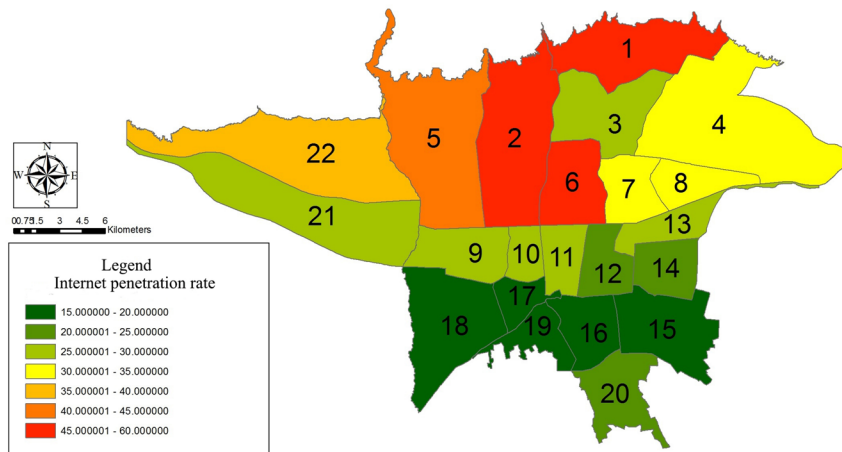 1
2
3
4
5
6
7
8
22
21
9
10
11
12
13
14
17
18
19
16
15
20
N
W E
S
00.751.5 3 4.5 6
Kilometers
Legend
Internet penetration rate
15.000000 - 20.000000
20.000001 - 25.000000
25.000001 - 30.000000
30.000001 - 35.000000
35.000001 - 40.000000
40.000001 - 45.000000
45.000001 - 60.000000